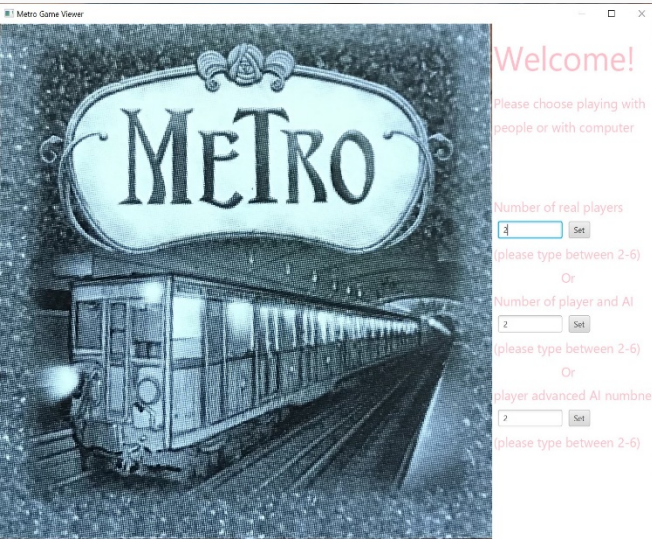 Metro Game Viewer
METRO
Welcome!
Please choose playing with
people or with computer
Number of real players
2
Set
(please type between 2-6)
Or
Number of player and AI
2
Set
(please type between 2-6)
Or
player advanced AI numbne
2
Set
(please type between 2-6)